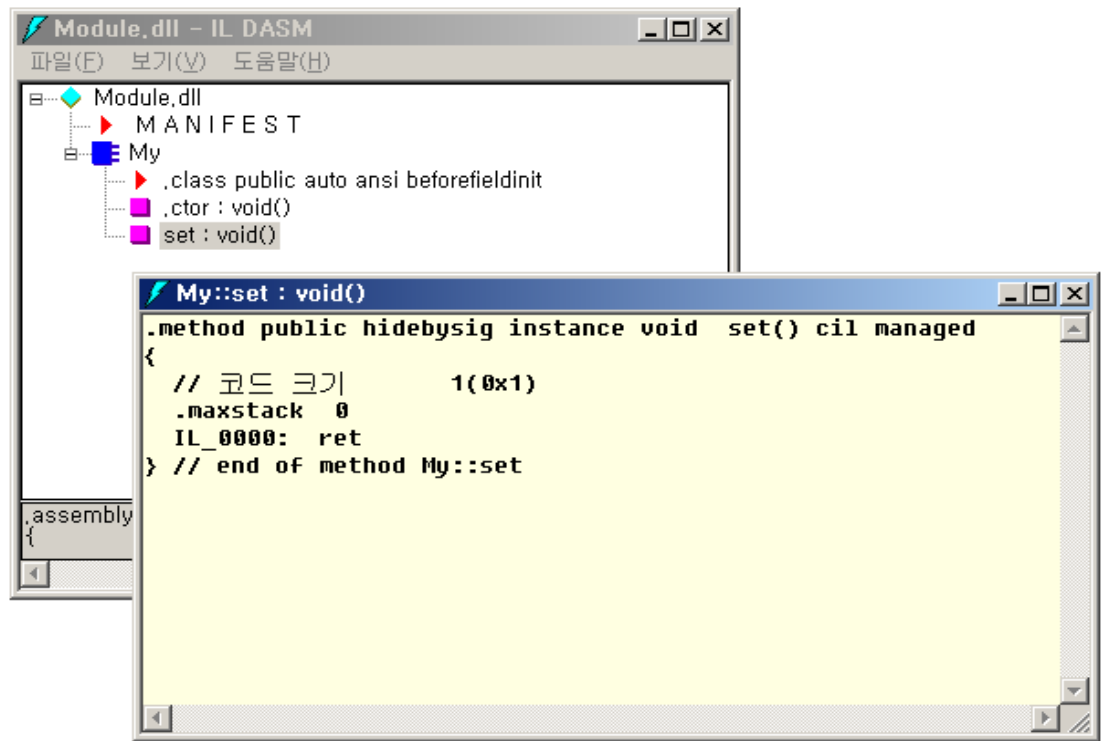 Module.dll - IL DASM
파일(F) 보기(V) 도움말(H)
Module.dll
M A N I F E S T
My
.class public auto ansi beforefieldinit
.ctor : void()
set : void()
.assembly
{
My::set : void()
.method public hidebysig instance void  set() cil managed
{
  // 코드 크기       1(0x1)
  .maxstack  0
  IL_0000:  ret
} // end of method My::set